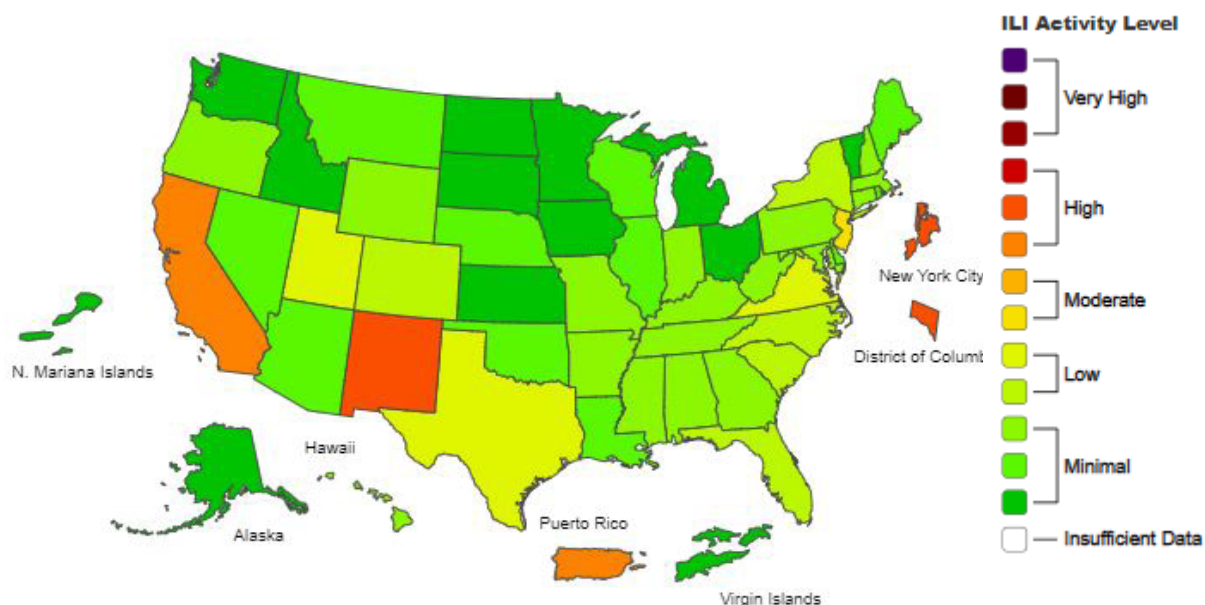 ILI Activity Level
Very High
High
Moderate
Low
Minimal
Insufficient Data
New York City
District of Columb
N. Mariana Islands
Hawaii
Alaska
Puerto Rico
Virgin Islands